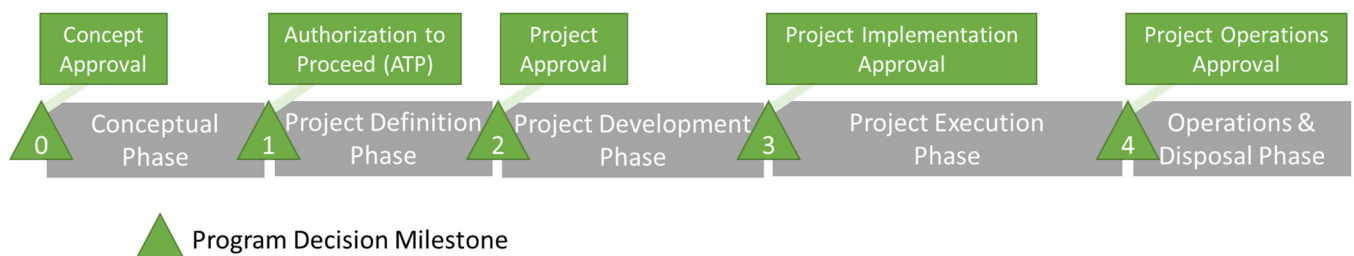 Concept
Approval
Authorization to
Proceed (ATP)
Project
Approval
Project Implementation
Approval
Project Operations
Approval
0
Conceptual
Phase
1
Project Definition
Phase
2
Project Development
Phase
3
Project Execution
Phase
4
Operations &
Disposal Phase
Program Decision Milestone